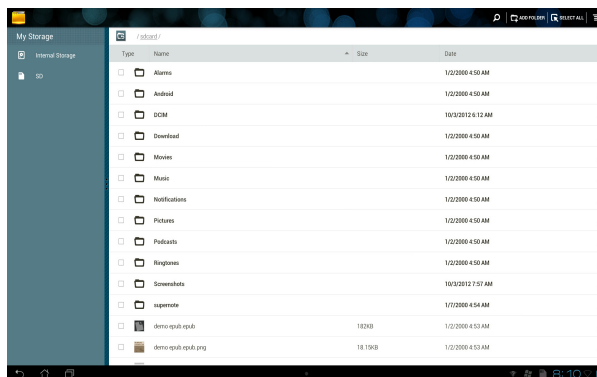 ADD FOLDER SELECT ALL
My Storage
/ sdcard /
Internal Storage
SD
Type Name Size Date
Alarms 1/2/2000 4:50 AM
Android 1/2/2000 4:50 AM
DCIM 10/3/2012 6:12 AM
Download 1/2/2000 4:50 AM
Movies 1/2/2000 4:50 AM
Music 1/2/2000 4:50 AM
Notifications 1/2/2000 4:50 AM
Pictures 1/2/2000 4:50 AM
Podcasts 1/2/2000 4:50 AM
Ringtones 1/2/2000 4:50 AM
Screenshots 10/3/2012 7:57 AM
supernote 1/7/2000 4:54 AM
demo epub.epub 182KB 1/2/2000 4:53 AM
demo epub.epub.png 18.15KB 1/2/2000 4:53 AM
8:10